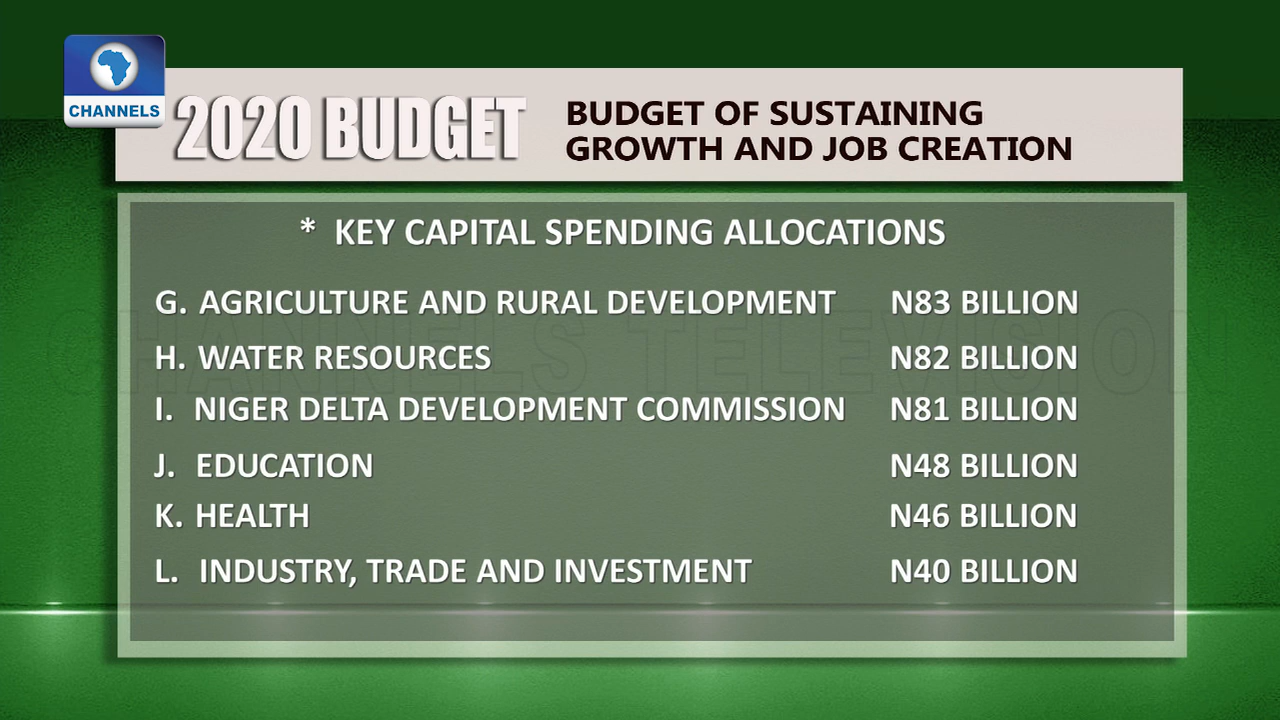 CHANNELS
2020 BUDGET
BUDGET OF SUSTAINING
GROWTH AND JOB CREATION
* KEY CAPITAL SPENDING ALLOCATIONS
G. AGRICULTURE AND RURAL DEVELOPMENT N83 BILLION
H. WATER RESOURCES N82 BILLION
CHANNELS TELEVISION
I. NIGER DELTA DEVELOPMENT COMMISSION N81 BILLION
J. EDUCATION N48 BILLION
K. HEALTH N46 BILLION
L. INDUSTRY, TRADE AND INVESTMENT N40 BILLION